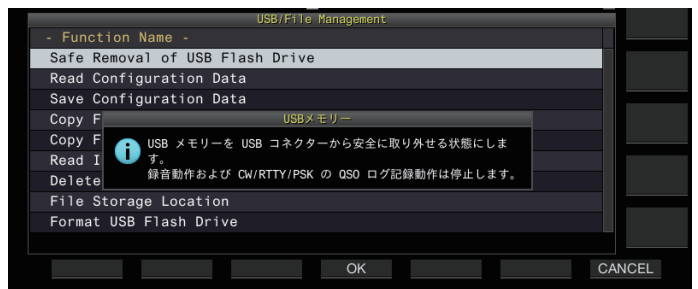 USB/File Management
- Function Name -
Safe Removal of USB Flash Drive
Read Configuration Data
Save Configuration Data
Copy F
USBメモリー
Copy F
USB メモリーを USB コネクターから安全に取り外せる状態にしま
す。
Read I
録音動作および CW/RTTY/PSK の QSO ログ記録動作は停止します。
Delete
File Storage Location
Format USB Flash Drive
OK
CANCEL